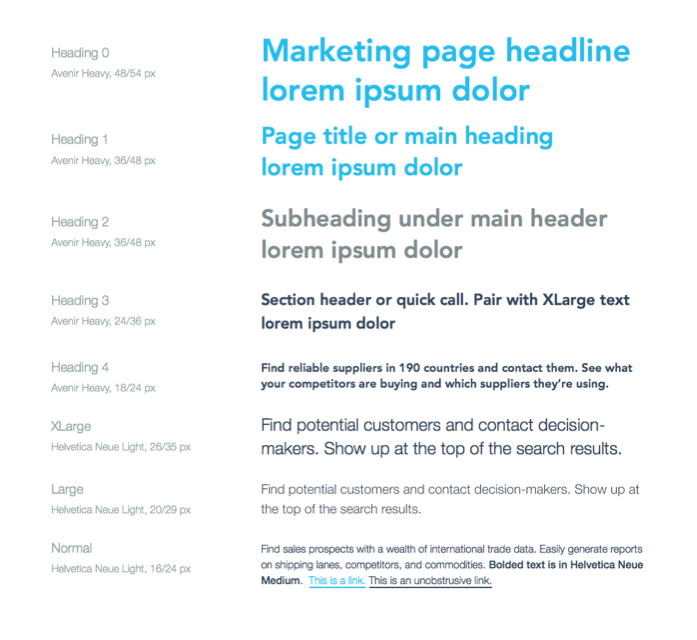 Heading 0
Avenir Heavy, 48/54 px
Marketing page headline
lorem ipsum dolor
Heading 1
Avenir Heavy, 36/48 px
Page title or main heading
lorem ipsum dolor
Heading 2
Avenir Heavy, 36/48 px
Subheading under main header
lorem ipsum dolor
Heading 3
Avenir Heavy, 24/36 px
Section header or quick call. Pair with XLarge text
lorem ipsum dolor
Heading 4
Avenir Heavy, 18/24 px
Find reliable suppliers in 190 countries and contact them. See what
your competitors are buying and which suppliers they're using.
XLarge
Helvetica Neue Light, 26/35 px
Find potential customers and contact decision-
makers. Show up at the top of the search results.
Large
Helvetica Neue Light, 20/29 px
Find potential customers and contact decision-makers. Show up at
the top of the search results.
Normal
Helvetica Neue Light, 16/24 px
Find sales prospects with a wealth of international trade data. Easily generate reports
on shipping lanes, competitors, and commodities. Bolded text is in Helvetica Neue
Medium. This is a link. This is an unobstrusive link.